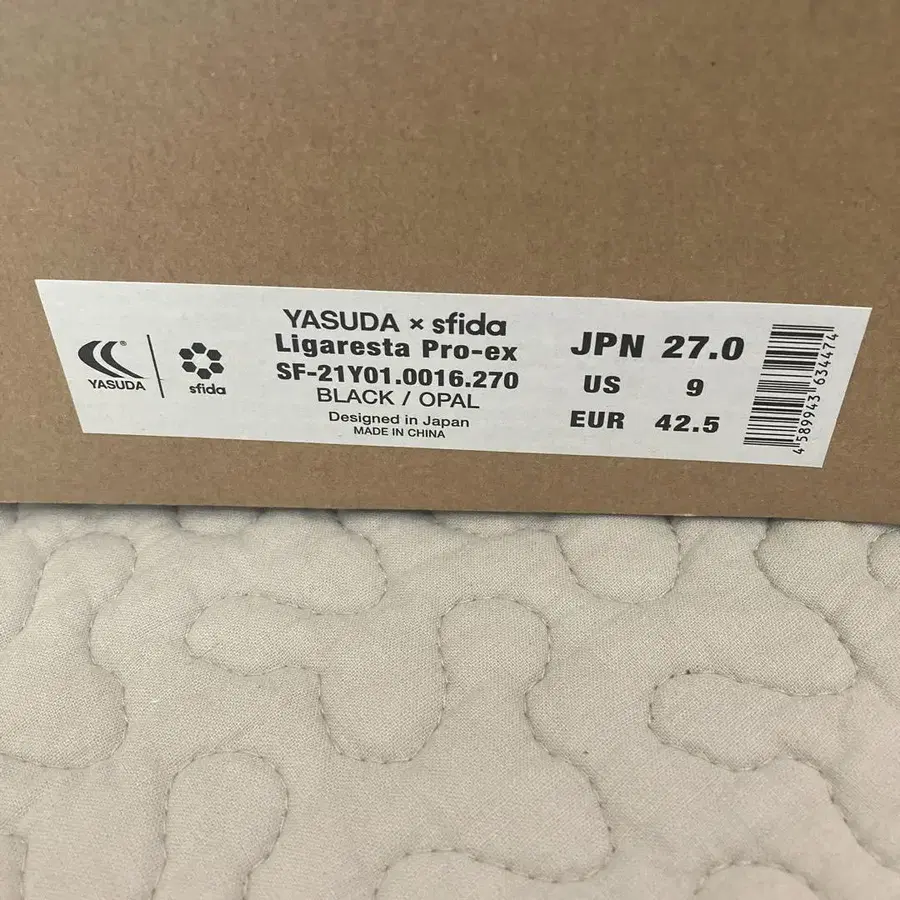 YASUDA
sfida
YASUDA × sfida
Ligaresta Pro-ex
SF-21Y01.0016.270
BLACK / OPAL
Designed in Japan
MADE IN CHINA
JPN 27.0
US 9
EUR 42.5
4589943634474